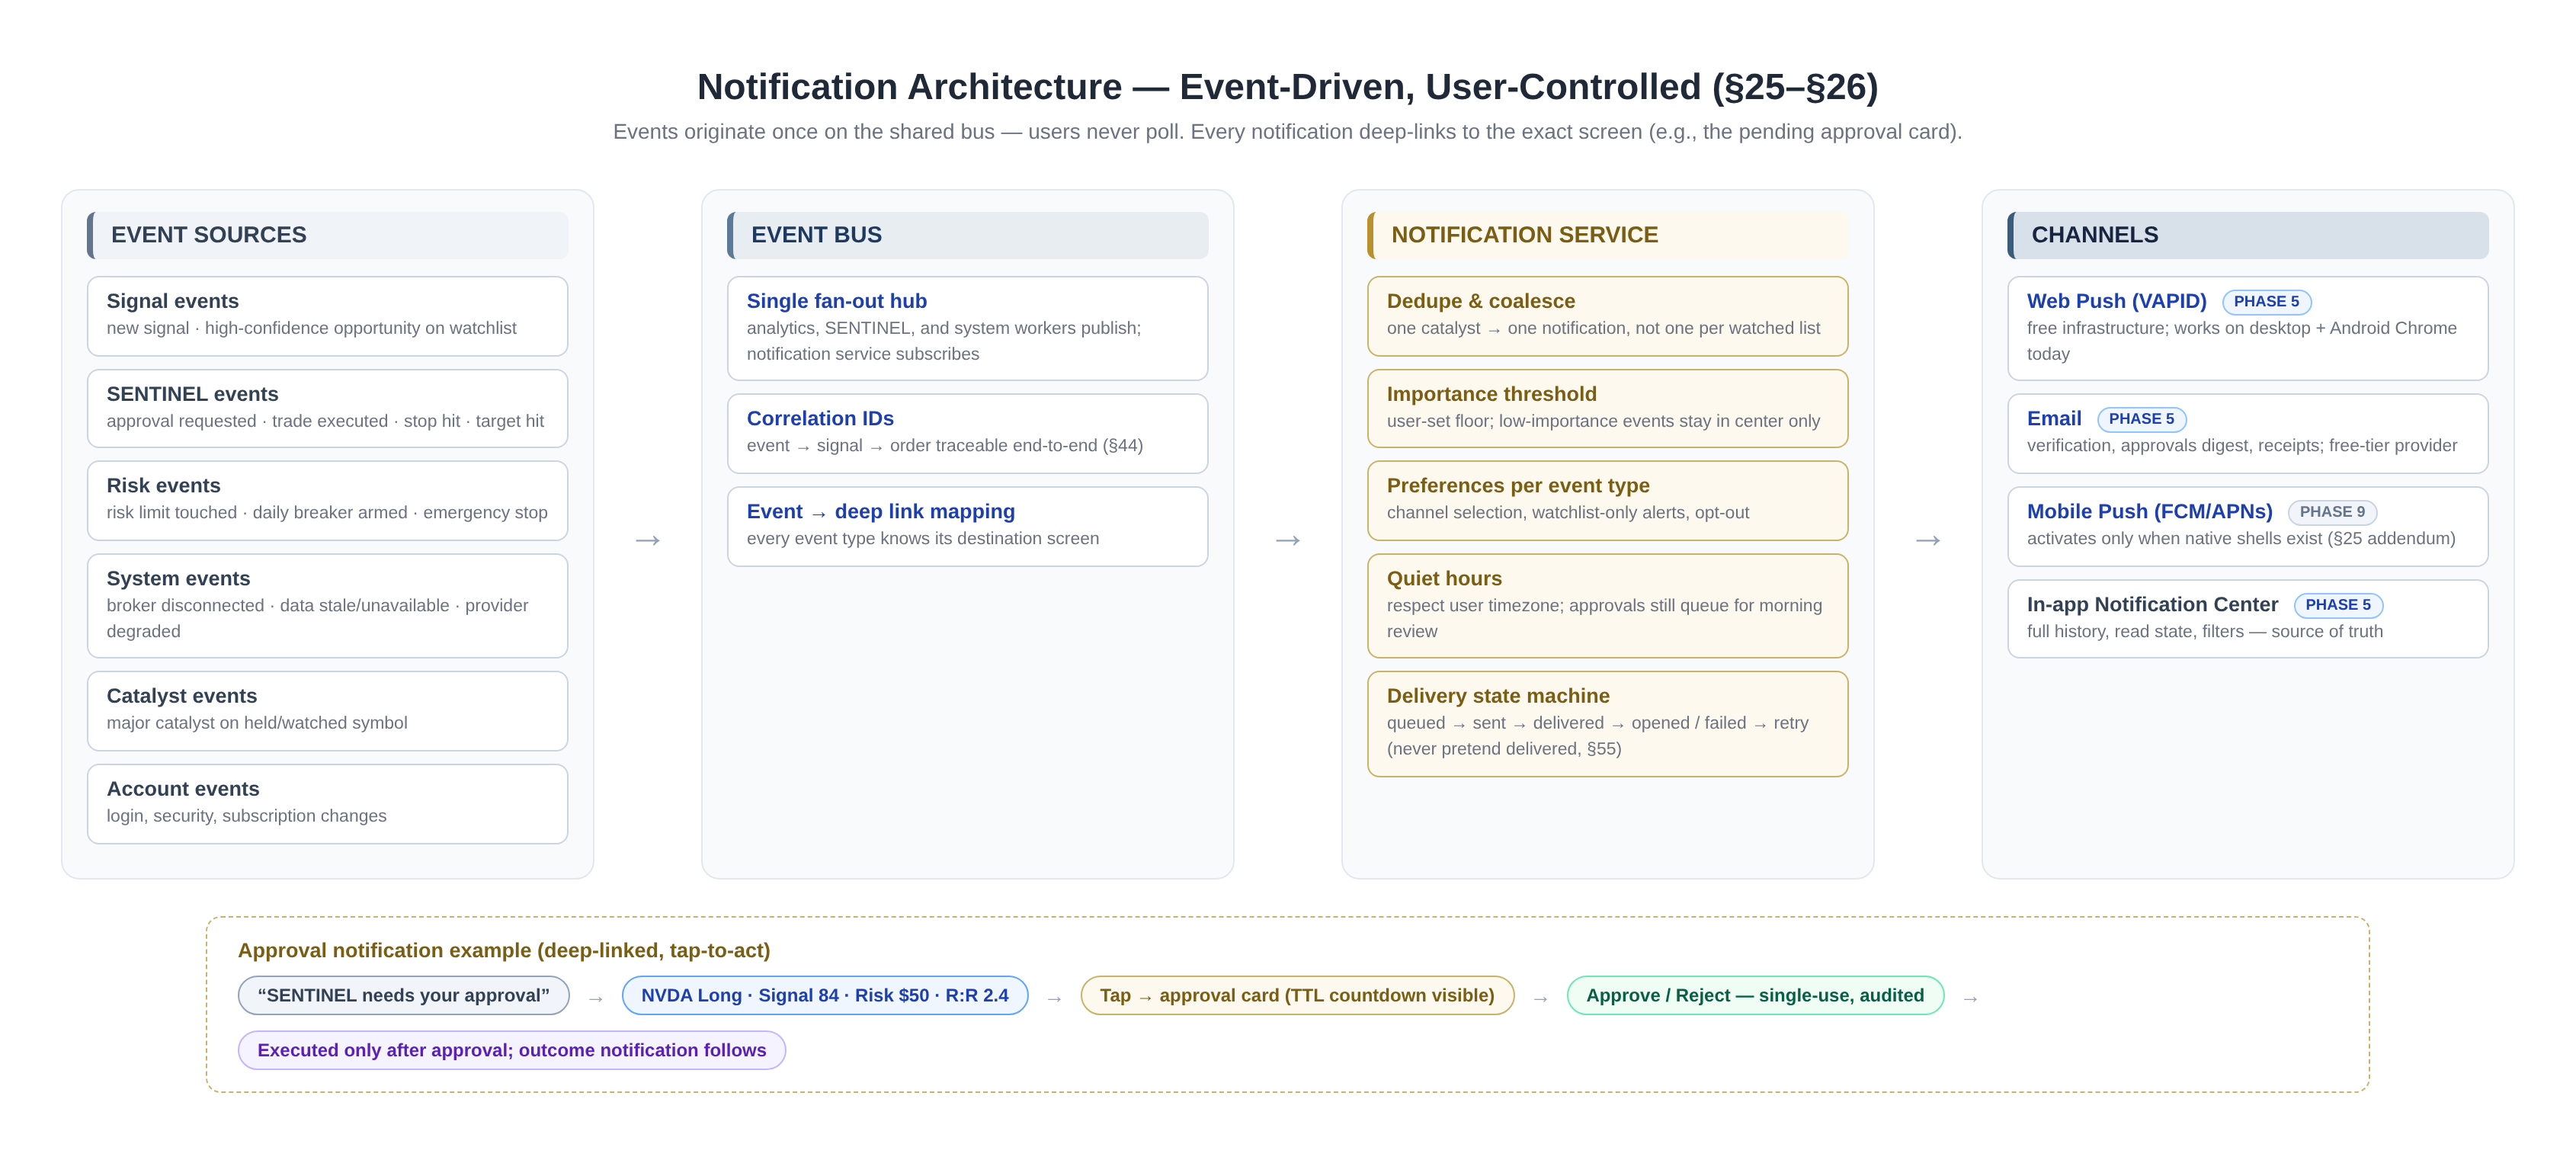 Notification Architecture — Event-Driven, User-Controlled (§25–§26)
Events originate once on the shared bus — users never poll. Every notification deep-links to the exact screen (e.g., the pending approval card).
EVENT SOURCES
Signal events
new signal · high-confidence opportunity on watchlist
SENTINEL events
approval requested · trade executed · stop hit · target hit
Risk events
risk limit touched · daily breaker armed · emergency stop
System events
broker disconnected · data stale/unavailable · provider
degraded
Catalyst events
major catalyst on held/watched symbol
Account events
login, security, subscription changes
→
EVENT BUS
Single fan-out hub
analytics, SENTINEL, and system workers publish;
notification service subscribes
Correlation IDs
event → signal → order traceable end-to-end (§44)
Event → deep link mapping
every event type knows its destination screen
→
NOTIFICATION SERVICE
Dedupe & coalesce
one catalyst → one notification, not one per watched list
Importance threshold
user-set floor; low-importance events stay in center only
Preferences per event type
channel selection, watchlist-only alerts, opt-out
Quiet hours
respect user timezone; approvals still queue for morning
review
Delivery state machine
queued → sent → delivered → opened / failed → retry
(never pretend delivered, §55)
→
CHANNELS
Web Push (VAPID) PHASE 5
free infrastructure; works on desktop + Android Chrome
today
Email PHASE 5
verification, approvals digest, receipts; free-tier provider
Mobile Push (FCM/APNs) PHASE 9
activates only when native shells exist (§25 addendum)
In-app Notification Center PHASE 5
full history, read state, filters — source of truth
Approval notification example (deep-linked, tap-to-act)
“SENTINEL needs your approval” → NVDA Long · Signal 84 · Risk $50 · R:R 2.4 → Tap → approval card (TTL countdown visible) → Approve / Reject — single-use, audited →
Executed only after approval; outcome notification follows